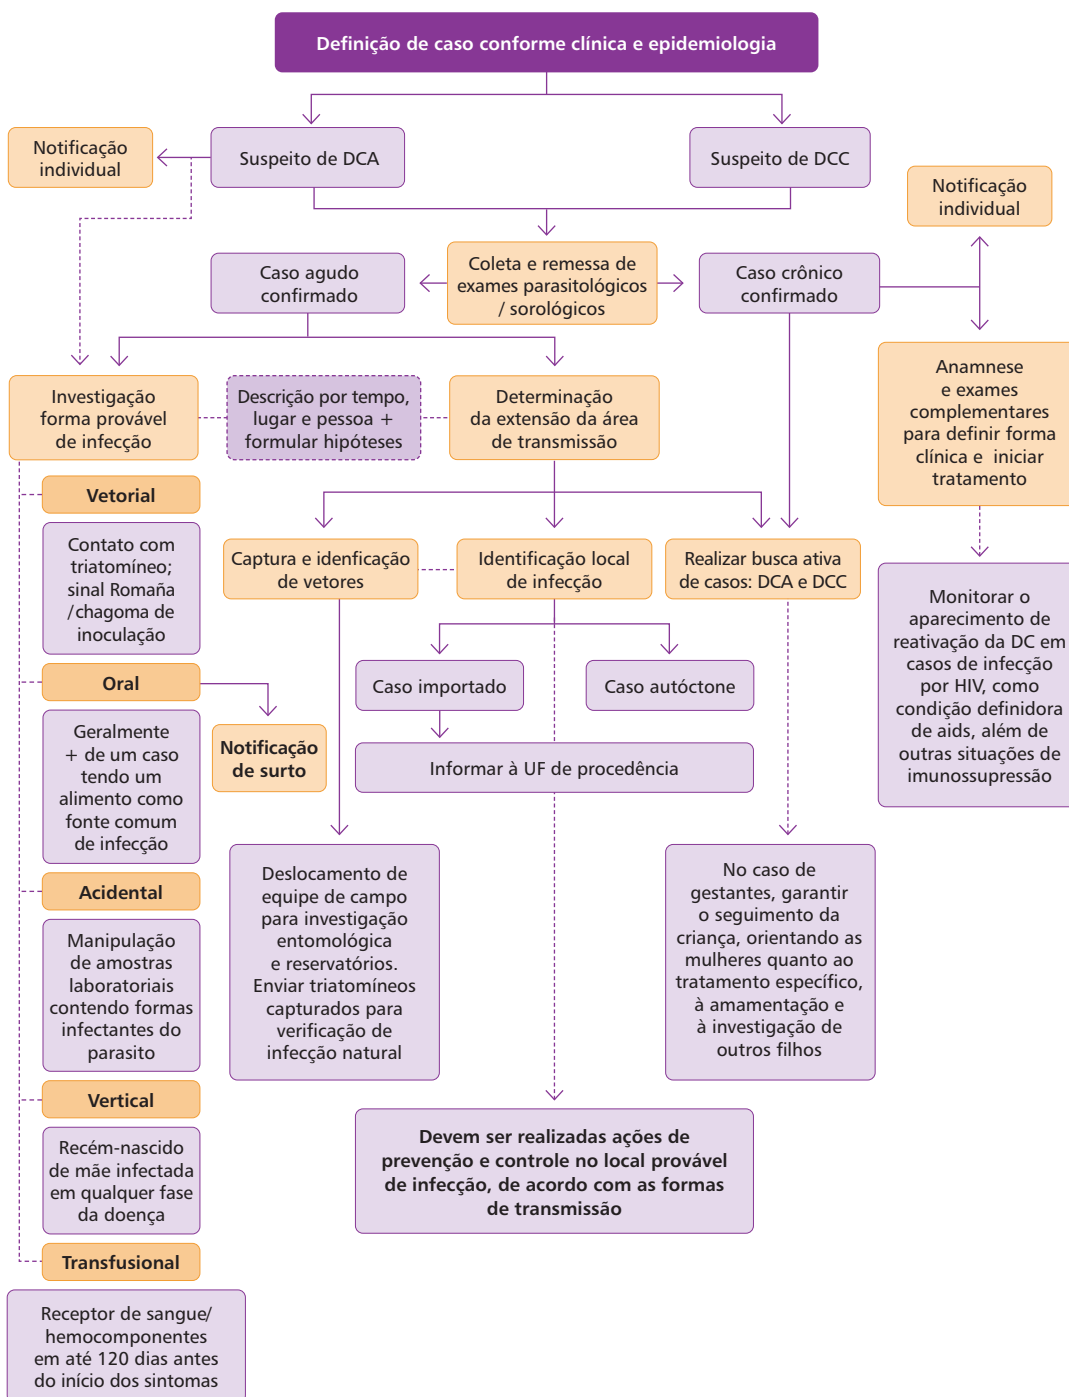 Definição de caso conforme clínica e epidemiologia
Notificação
individual
Suspeito de DCA
Suspeito de DCC
Notificação
individual
Caso agudo
confirmado
Coleta e remessa de
exames parasitológicos
/ sorológicos
Caso crônico
confirmado
Investigação
forma provável
de infecção
Descrição por tempo,
lugar e pessoa +
formular hipóteses
Determinação
da extensão da área
de transmissão
Anamnese
e exames
complementares
para definir forma
clínica e iniciar
tratamento
Vetorial
Contato com
triatomíneo;
sinal Romaña
/chagoma de
inoculação
Captura e idenficação
de vetores
Identificação local
de infecção
Realizar busca ativa
de casos: DCA e DCC
Monitorar o
aparecimento de
reativação da DC em
casos de infecção
por HIV, como
condição definidora
de aids, além de
outras situações de
imunossupressão
Caso importado
Caso autóctone
Oral
Notificação
de surto
Informar à UF de procedência
Geralmente
+ de um caso
tendo um
alimento como
fonte comum
de infecção
Acidental
Manipulação
de amostras
laboratoriais
contendo formas
infectantes do
parasito
Deslocamento de
equipe de campo
para investigação
entomológica
e reservatórios.
Enviar triatomíneos
capturados para
verificação de
infecção natural
No caso de
gestantes, garantir
o seguimento da
criança, orientando as
mulheres quanto ao
tratamento específico,
à amamentação e
à investigação de
outros filhos
Vertical
Recém-nascido
de mãe infectada
em qualquer fase
da doença
Devem ser realizadas ações de
prevenção e controle no local provável
de infecção, de acordo com as formas
de transmissão
Transfusional
Receptor de sangue/
hemocomponentes
em até 120 dias antes
do início dos sintomas